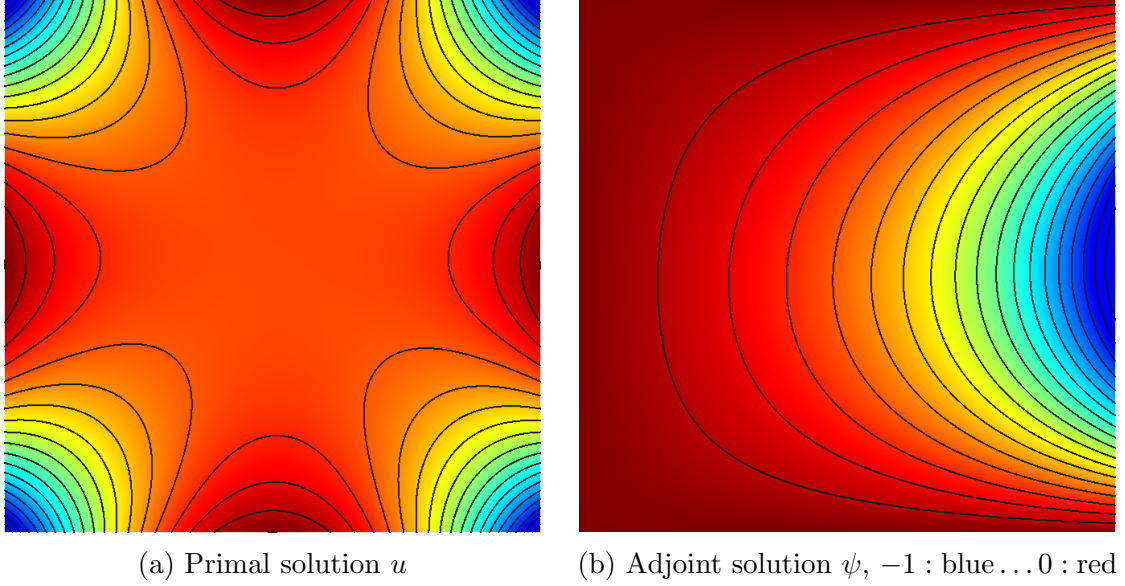 (a) Primal solution u
(b) Adjoint solution ψ, −1 : blue . . . 0 : red